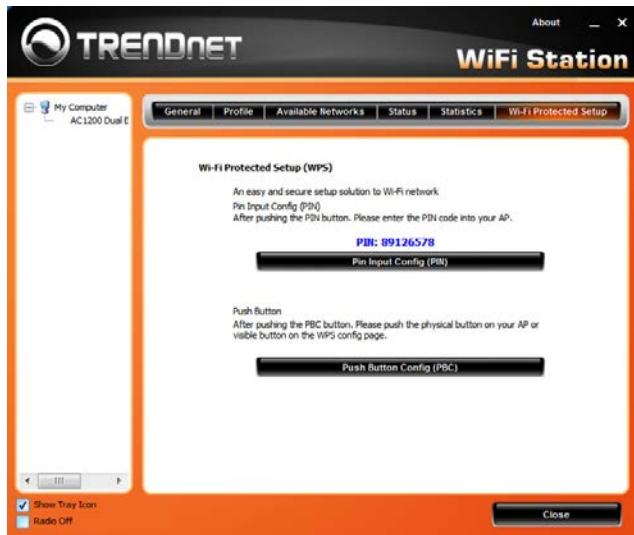 About
TRENDNET
WiFi Station
My Computer
AC1200 Dual
General Profile Available Networks Status Statistics Wi-Fi Protected Setup
Wi-Fi Protected Setup (WPS)
An easy and secure setup solution to Wi-Fi network
Pin Input Config (PIN)
After pushing the PIN button. Please enter the PIN code into your AP.
PIN: 89126578
Pin Input Config (PIN)
Push Button
After pushing the PBC button. Please push the physical button on your AP or
visible button on the WPS config page.
Push Button Config (PBC)
Show Tray Icon
Radio Off
Close